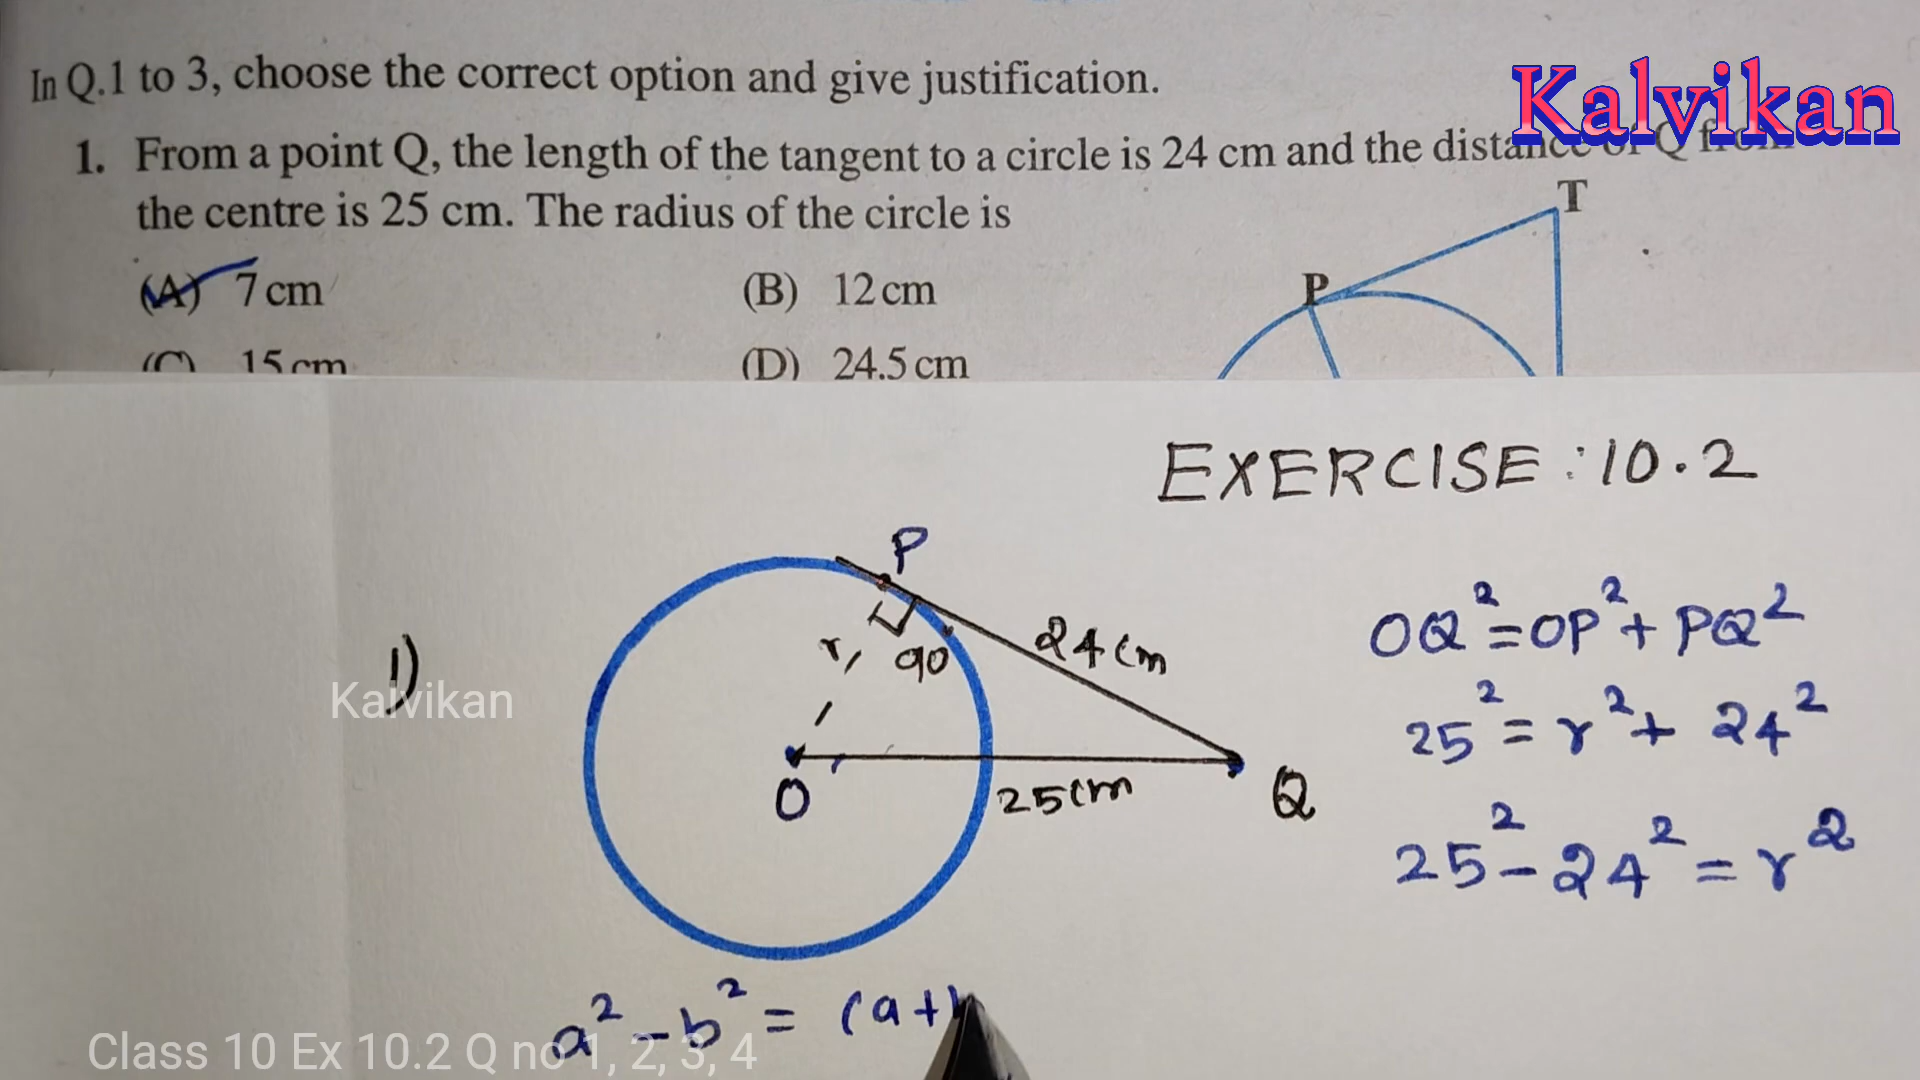 In Q.1 to 3, choose the correct option and give justification.
Kalvikan
1. From a point Q, the length of the tangent to a circle is 24 cm and the distance of Q from
the centre is 25 cm. The radius of the circle is
T
(A) 7 cm
(B) 12 cm
P
(C) 15 cm
(D) 24.5 cm
EXERCISE : 10.2
P
OQ² = OP² + PQ²
1)
r
90
24 cm
Kalvikan
25² = r² + 24²
O
25 cm
Q
25² - 24² = r²
a² - b² = (a+
Class 10 Ex 10.2 Q no 1, 2, 3, 4